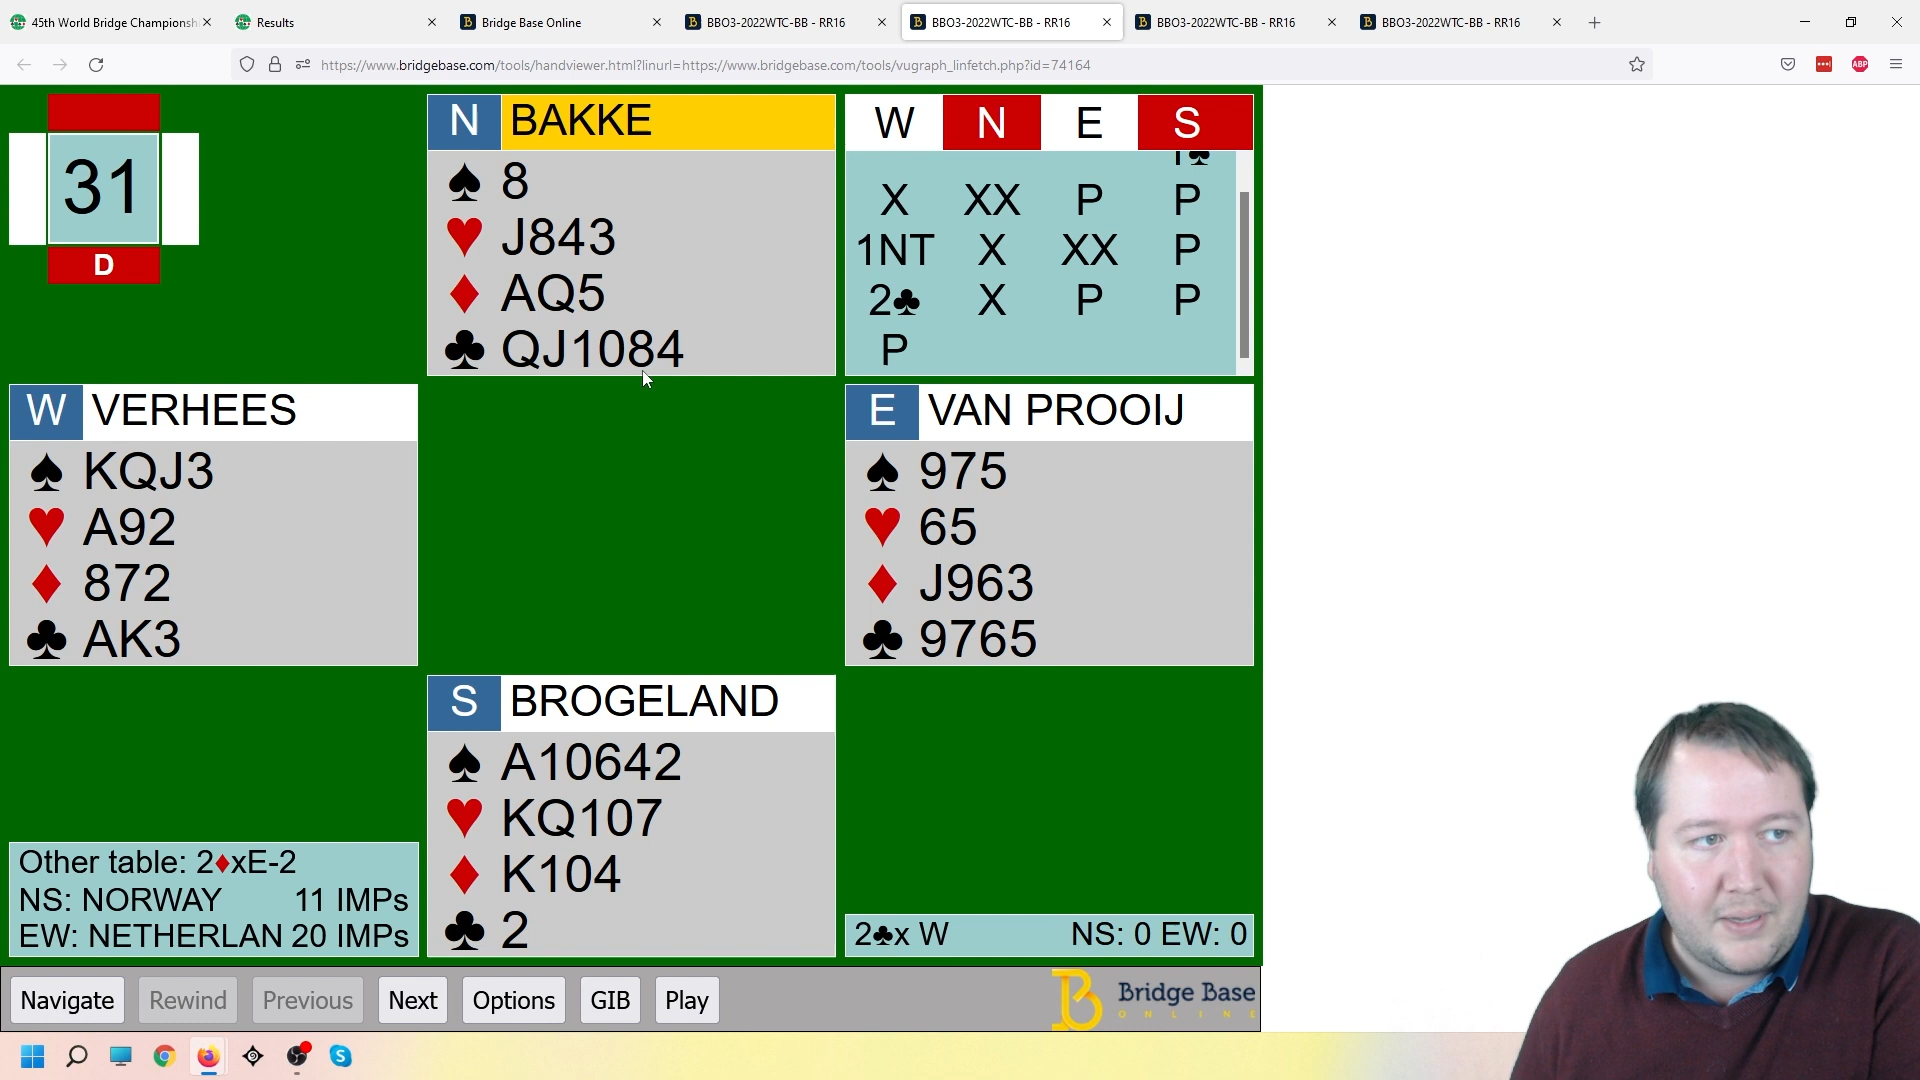 45th World Bridge Championshi
Results
Bridge Base Online
BBO3-2022WTC-BB - RR16
BBO3-2022WTC-BB - RR16
BBO3-2022WTC-BB - RR16
BBO3-2022WTC-BB - RR16
https://www.bridgebase.com/tools/handviewer.html?linurl=https://www.bridgebase.com/tools/vugraph_linfetch.php?id=74164
ABP
31
D
N BAKKE
♠ 8
♥ J843
♦ AQ5
♣ QJ1084
W N E S
1♠
X XX P P
1NT X XX P
2♣ X P P
P
W VERHEES
♠ KQJ3
♥ A92
♦ 872
♣ AK3
E VAN PROOIJ
♠ 975
♥ 65
♦ J963
♣ 9765
S BROGELAND
♠ A10642
♥ KQ107
♦ K104
♣ 2
Other table: 2♦xE-2
NS: NORWAY 11 IMPs
EW: NETHERLAN 20 IMPs
2♣x W NS: 0 EW: 0
Navigate Rewind Previous Next Options GIB Play
Bridge Base
ONLINE